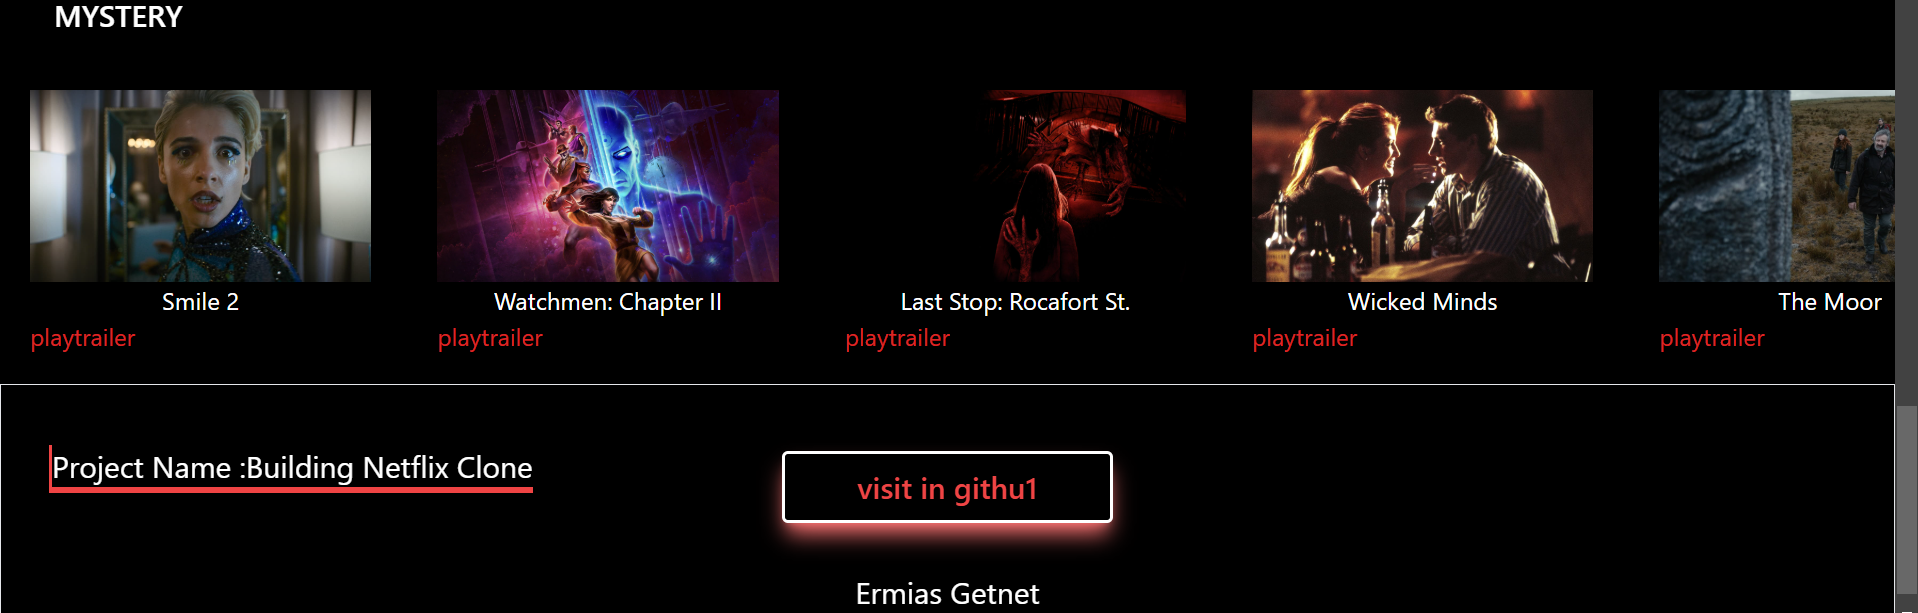 MYSTERY
Smile 2
Watchmen: Chapter II
Last Stop: Rocafort St.
Wicked Minds
The Moor
playtrailer
playtrailer
playtrailer
playtrailer
playtrailer
Project Name :Building Netflix Clone
visit in githu1
Ermias Getnet